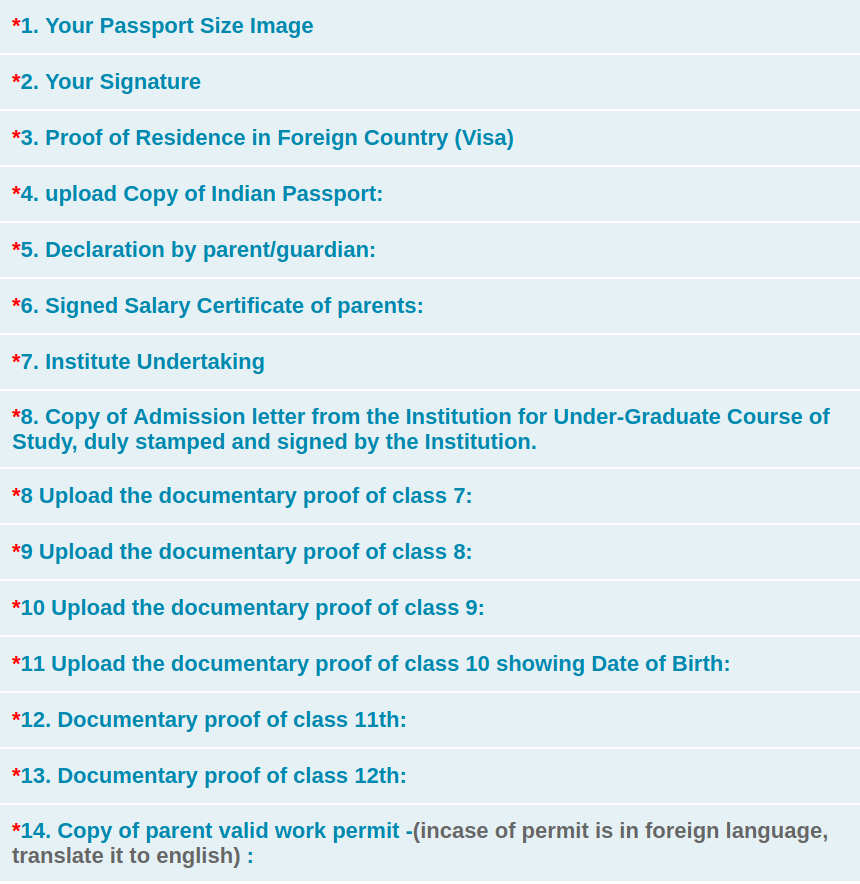 *1. Your Passport Size Image
*2. Your Signature
*3. Proof of Residence in Foreign Country (Visa)
*4. upload Copy of Indian Passport:
*5. Declaration by parent/guardian:
*6. Signed Salary Certificate of parents:
*7. Institute Undertaking
*8. Copy of Admission letter from the Institution for Under-Graduate Course of
Study, duly stamped and signed by the Institution.
*8 Upload the documentary proof of class 7:
*9 Upload the documentary proof of class 8:
*10 Upload the documentary proof of class 9:
*11 Upload the documentary proof of class 10 showing Date of Birth:
*12. Documentary proof of class 11th:
*13. Documentary proof of class 12th:
*14. Copy of parent valid work permit -(incase of permit is in foreign language,
translate it to english) :